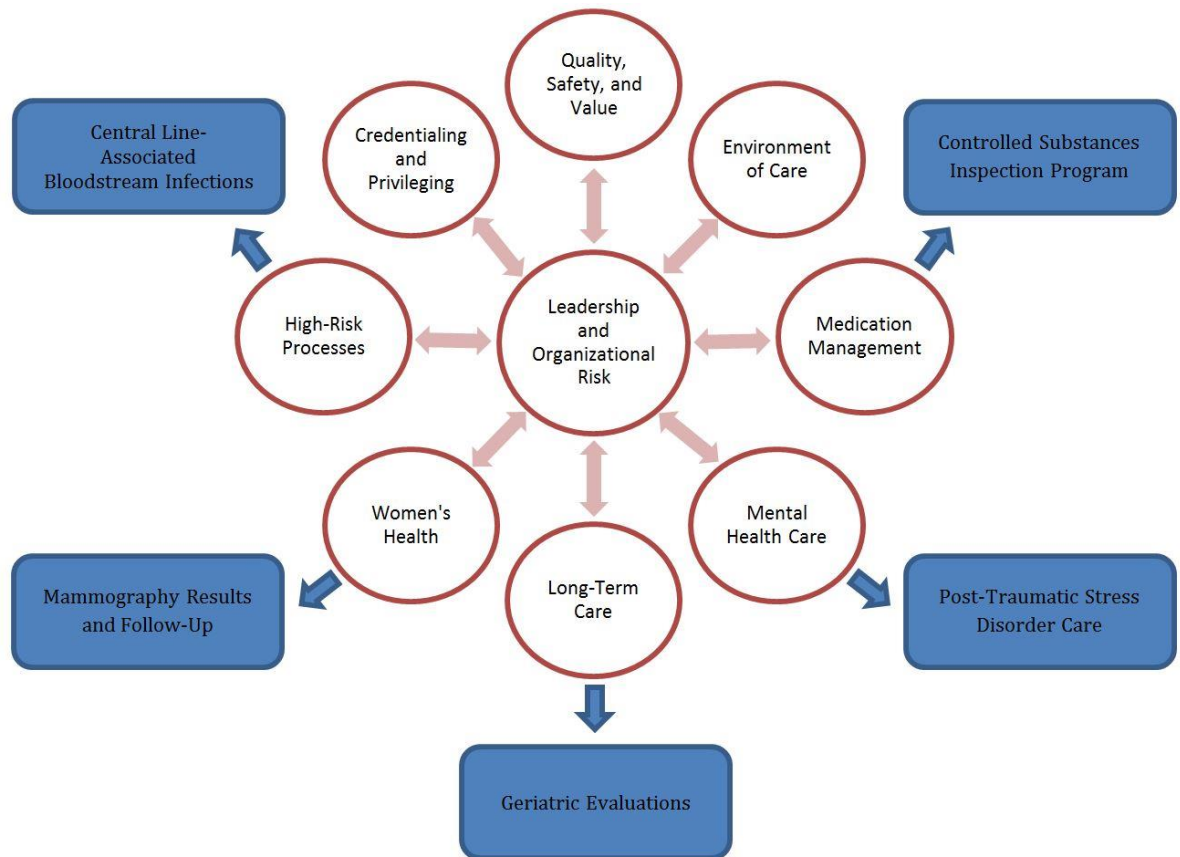 Quality,
Safety, and
Value
Credentialing
and
Privileging
Environment
of Care
Central Line-
Associated
Bloodstream Infections
Controlled Substances
Inspection Program
High-Risk
Processes
Leadership
and
Organizational
Risk
Medication
Management
Women's
Health
Mental
Health Care
Long-Term
Care
Mammography Results
and Follow-Up
Post-Traumatic Stress
Disorder Care
Geriatric Evaluations